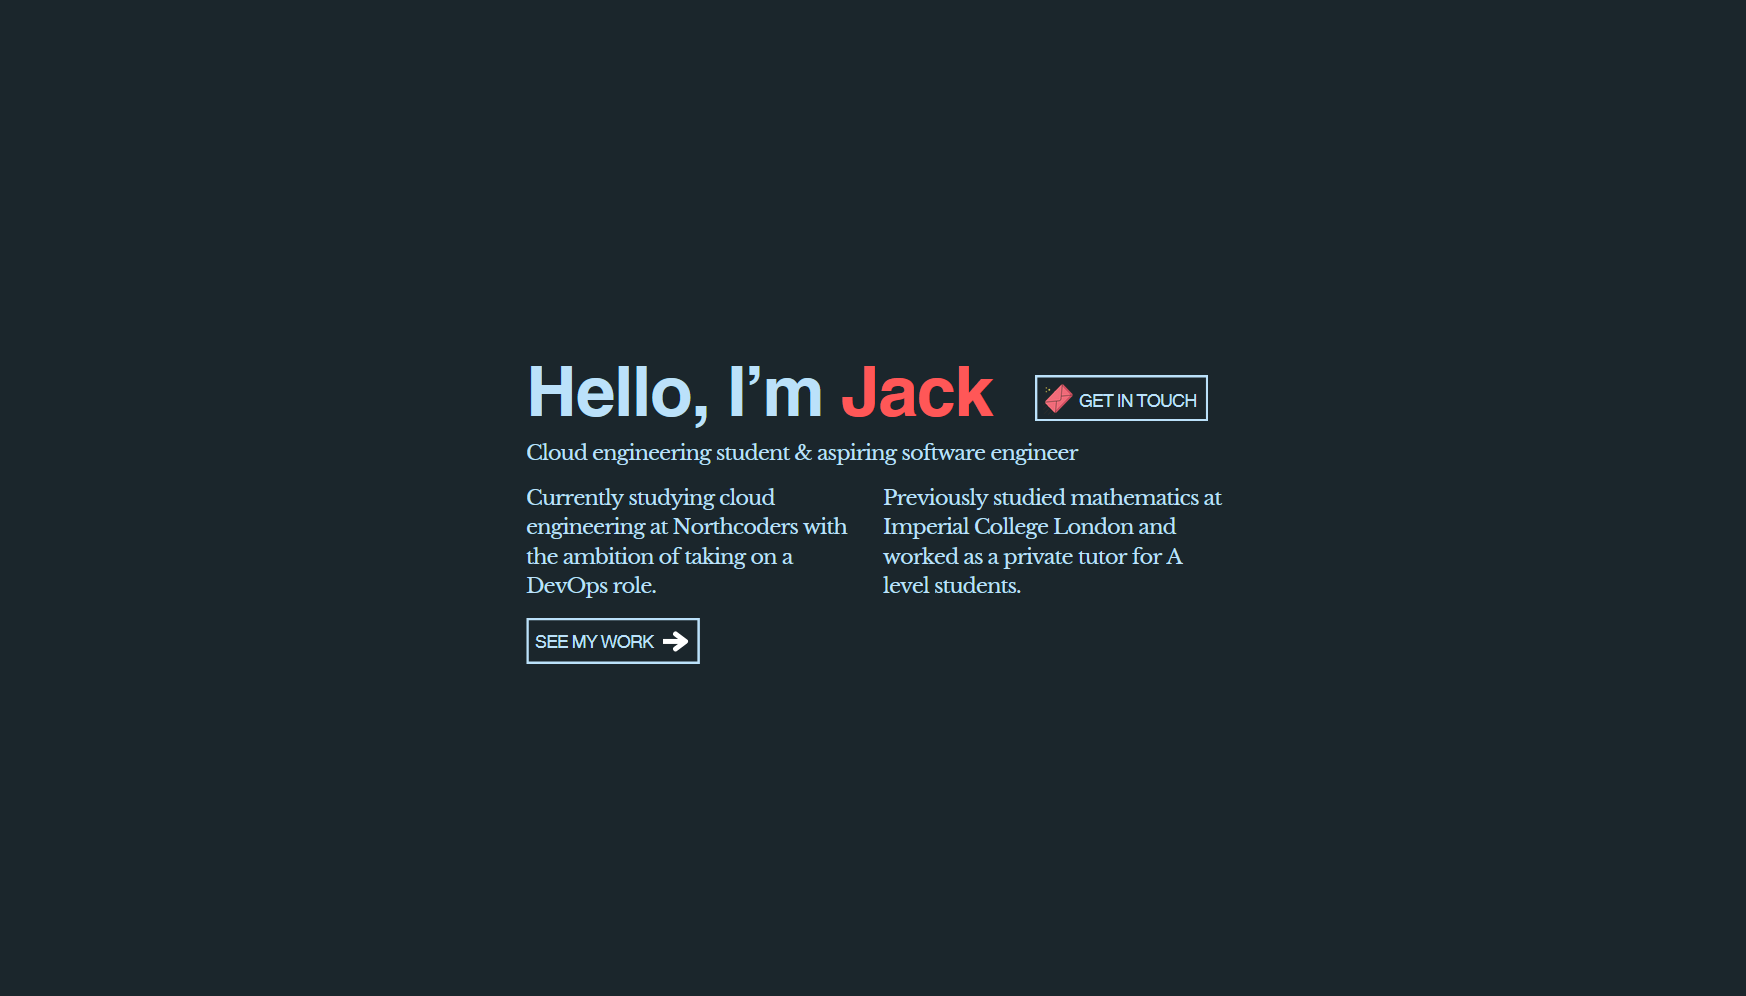 Hello, I’m Jack
GET IN TOUCH
Cloud engineering student & aspiring software engineer
Currently studying cloud
engineering at Northcoders with
the ambition of taking on a
DevOps role.
Previously studied mathematics at
Imperial College London and
worked as a private tutor for A
level students.
SEE MY WORK